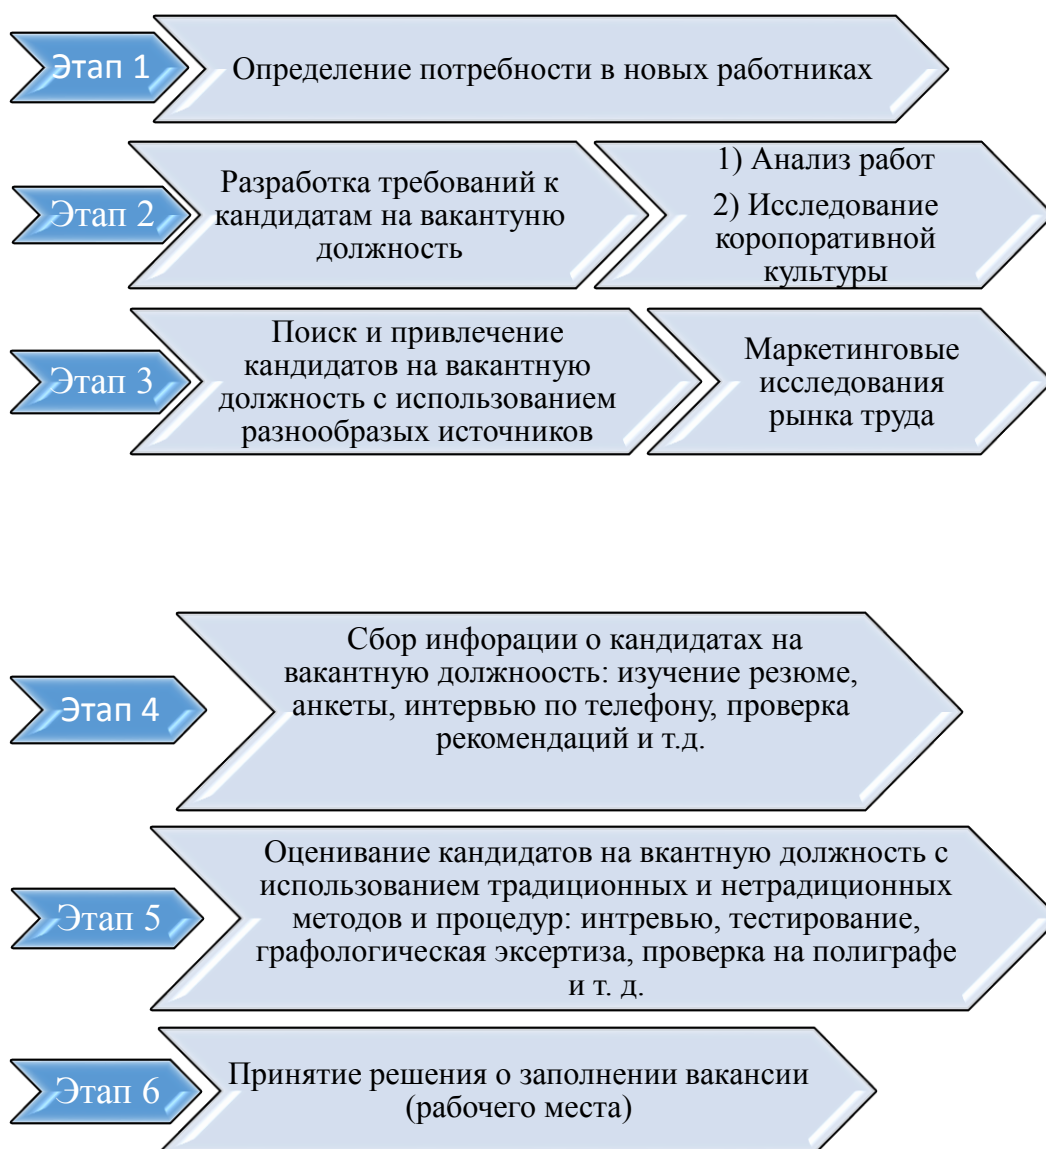 Этап 1
Определение потребности в новых работниках
Этап 2
Разработка требований к
кандидатам на вакантуню
должность
1) Анализ работ
2) Исследование
коропоративной
культуры
Этап 3
Поиск и привлечение
кандидатов на вакантную
должность с использованием
разнообразых источников
Маркетинговые
исследования
рынка труда
Этап 4
Сбор инфорации о кандидатах на
вакантную должноость: изучение резюме,
анкеты, интервью по телефону, проверка
рекомендаций и т.д.
Этап 5
Оценивание кандидатов на вкантную должность с
использованием традиционных и нетрадиционных
методов и процедур: интревью, тестирование,
графологическая эксертиза, проверка на полиграфе
и т. д.
Этап 6
Принятие решения о заполнении вакансии
(рабочего места)